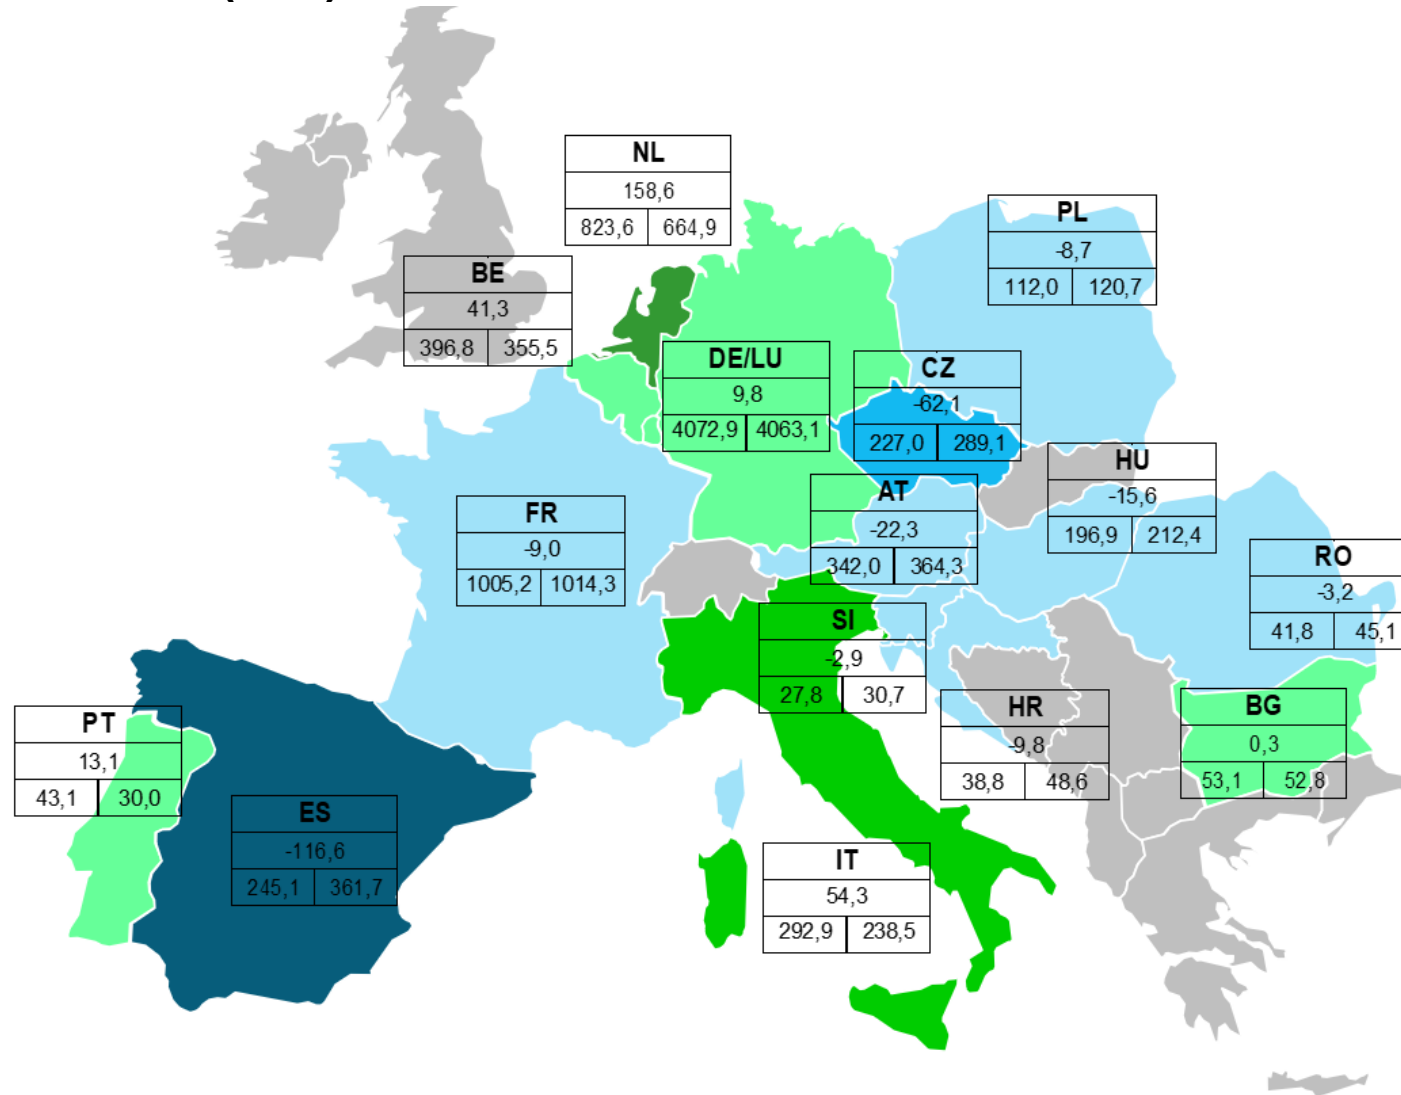 NL
158,6
823,6 664,9
PL
-8,7
112,0 120,7
BE
41,3
396,8 355,5
DE/LU
9,8
4072,9 4063,1
CZ
-62,1
227,0 289,1
HU
-15,6
196,9 212,4
AT
-22,3
342,0 364,3
FR
-9,0
1005,2 1014,3
RO
-3,2
41,8 45,1
SI
-2,9
27,8 30,7
HR
-9,8
38,8 48,6
BG
0,3
53,1 52,8
PT
13,1
43,1 30,0
ES
-116,6
245,1 361,7
IT
54,3
292,9 238,5